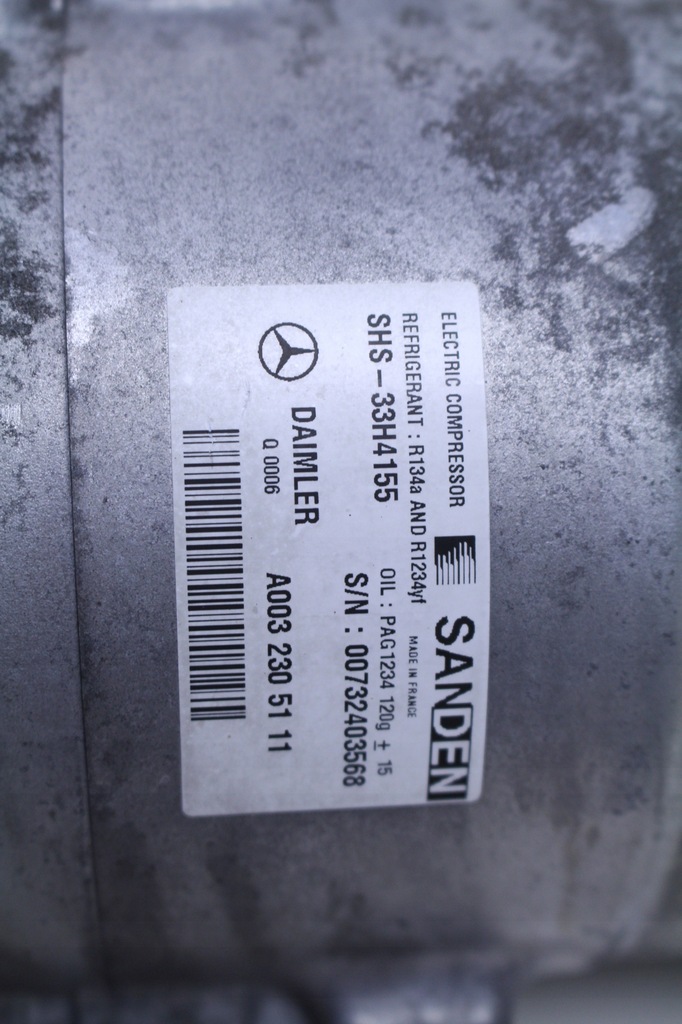 ELECTRIC COMPRESSOR SANDEN
REFRIGERANT : R134a AND R1234yf MADE IN FRANCE
SHS-33H4155 OIL : PAG1234 120g ± 15
S/N : 00732403568
DAIMLER
Q 0006 A003 230 51 11